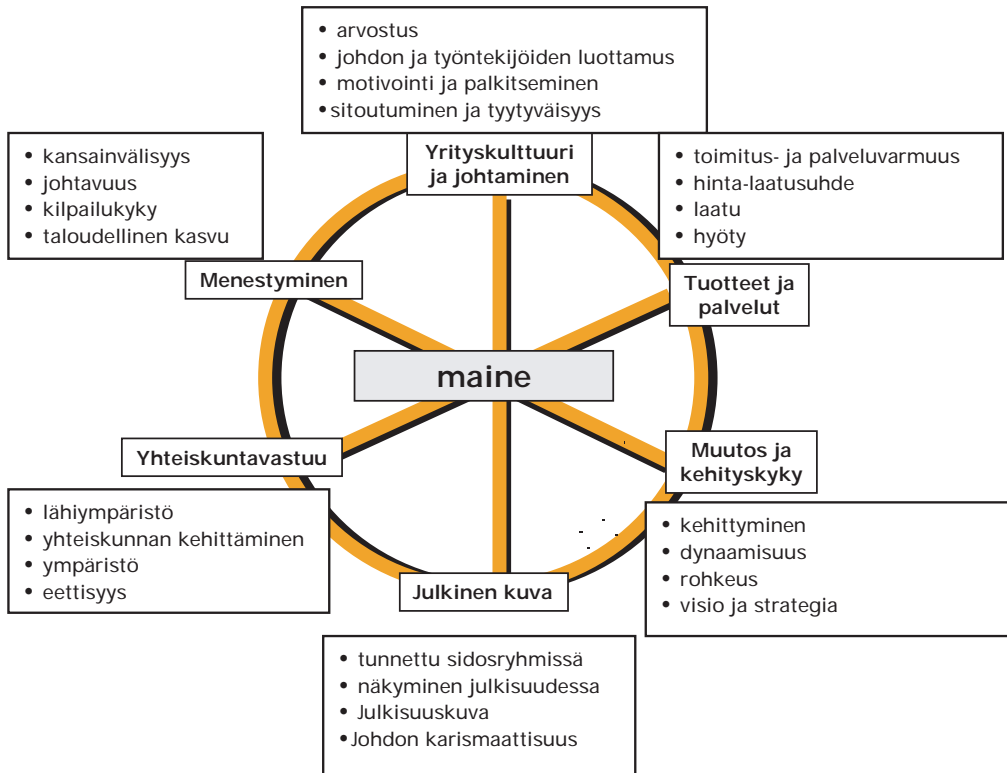 • arvostus
• johdon ja työntekijöiden luottamus
• motivointi ja palkitseminen
• sitoutuminen ja tyytyväisyys
Yrityskulttuuri
ja johtaminen
• kansainvälisyys
• johtavuus
• kilpailukyky
• taloudellinen kasvu
Menestyminen
• toimitus- ja palveluvarmuus
• hinta-laatusuhde
• laatu
• hyöty
Tuotteet ja
palvelut
maine
Yhteiskuntavastuu
• lähiympäristö
• yhteiskunnan kehittäminen
• ympäristö
• eettisyys
Muutos ja
kehityskyky
• kehittyminen
• dynaamisuus
• rohkeus
• visio ja strategia
Julkinen kuva
• tunnettu sidosryhmissä
• näkyminen julkisuudessa
• Julkisuuskuva
• Johdon karismaattisuus